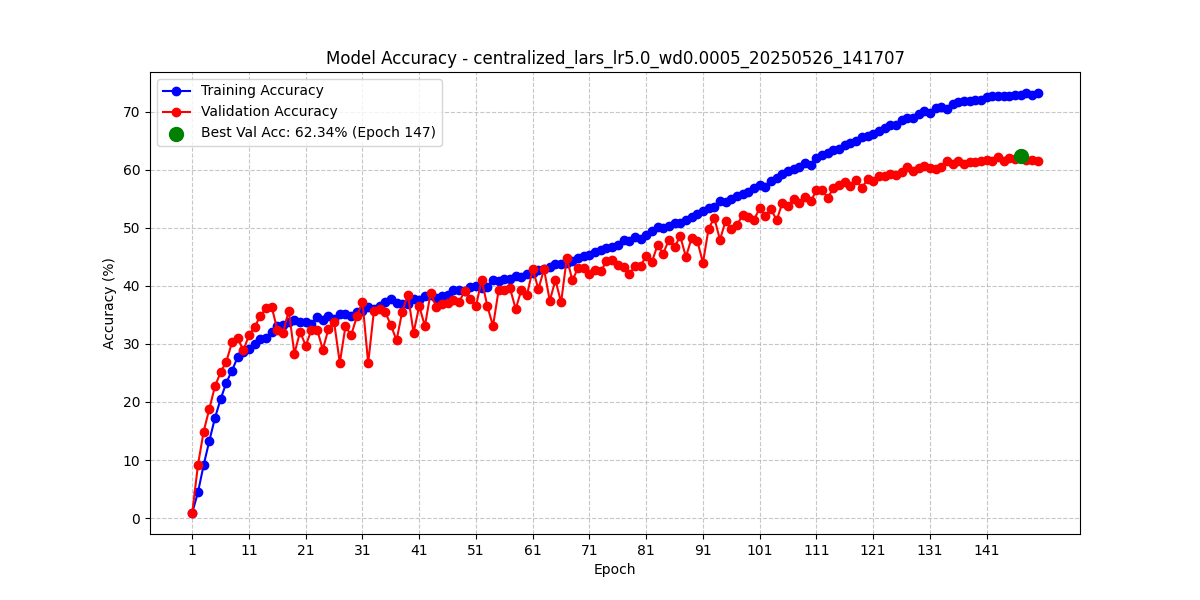 Model Accuracy - centralized_lars_lr5.0_wd0.0005_20250526_141707
Training Accuracy
Validation Accuracy
Best Val Acc: 62.34% (Epoch 147)
Accuracy (%)
70
60
50
40
30
20
10
0
1 11 21 31 41 51 61 71 81 91 101 111 121 131 141
Epoch